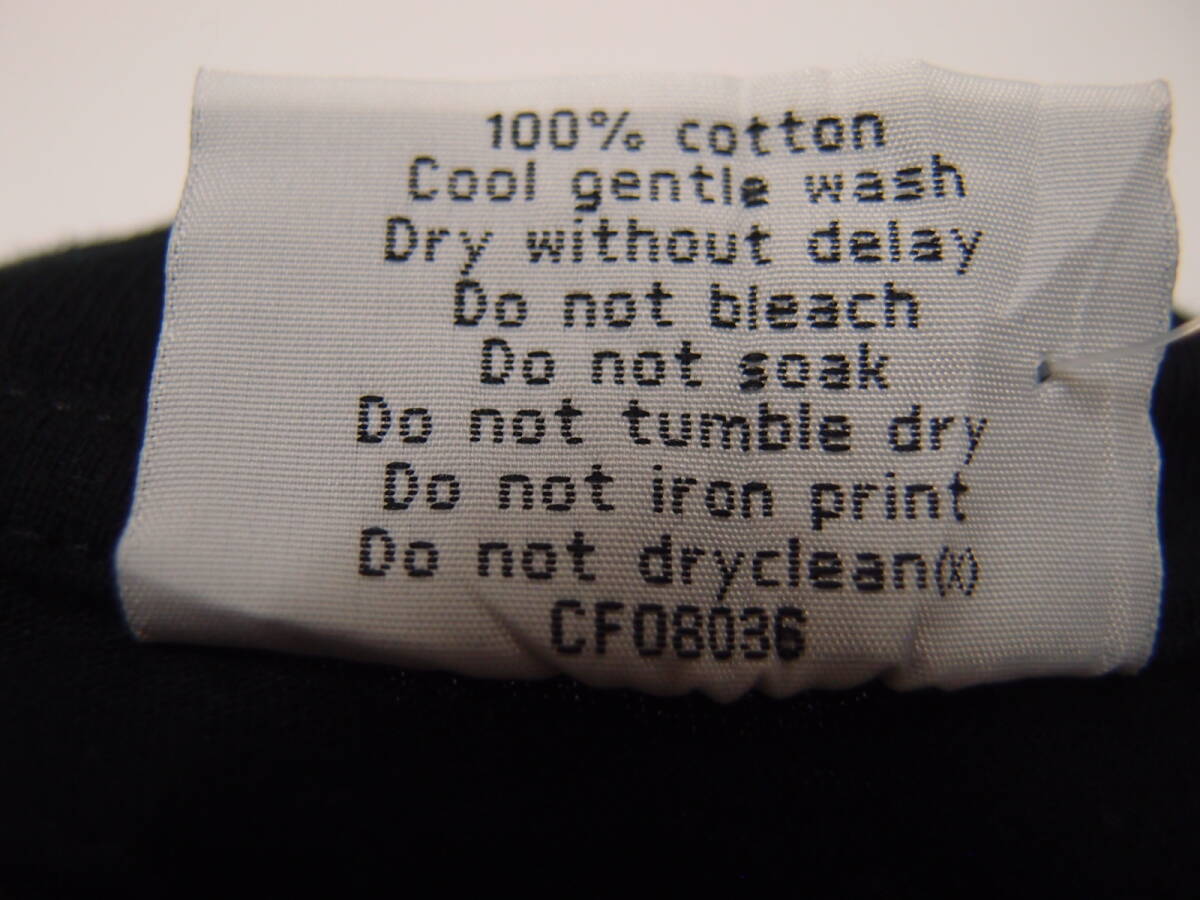 100% cotton
Cool gentle wash
Dry without delay
Do not bleach
Do not soak
Do not tumble dry
Do not iron print
Do not dryclean(X)
CF08036